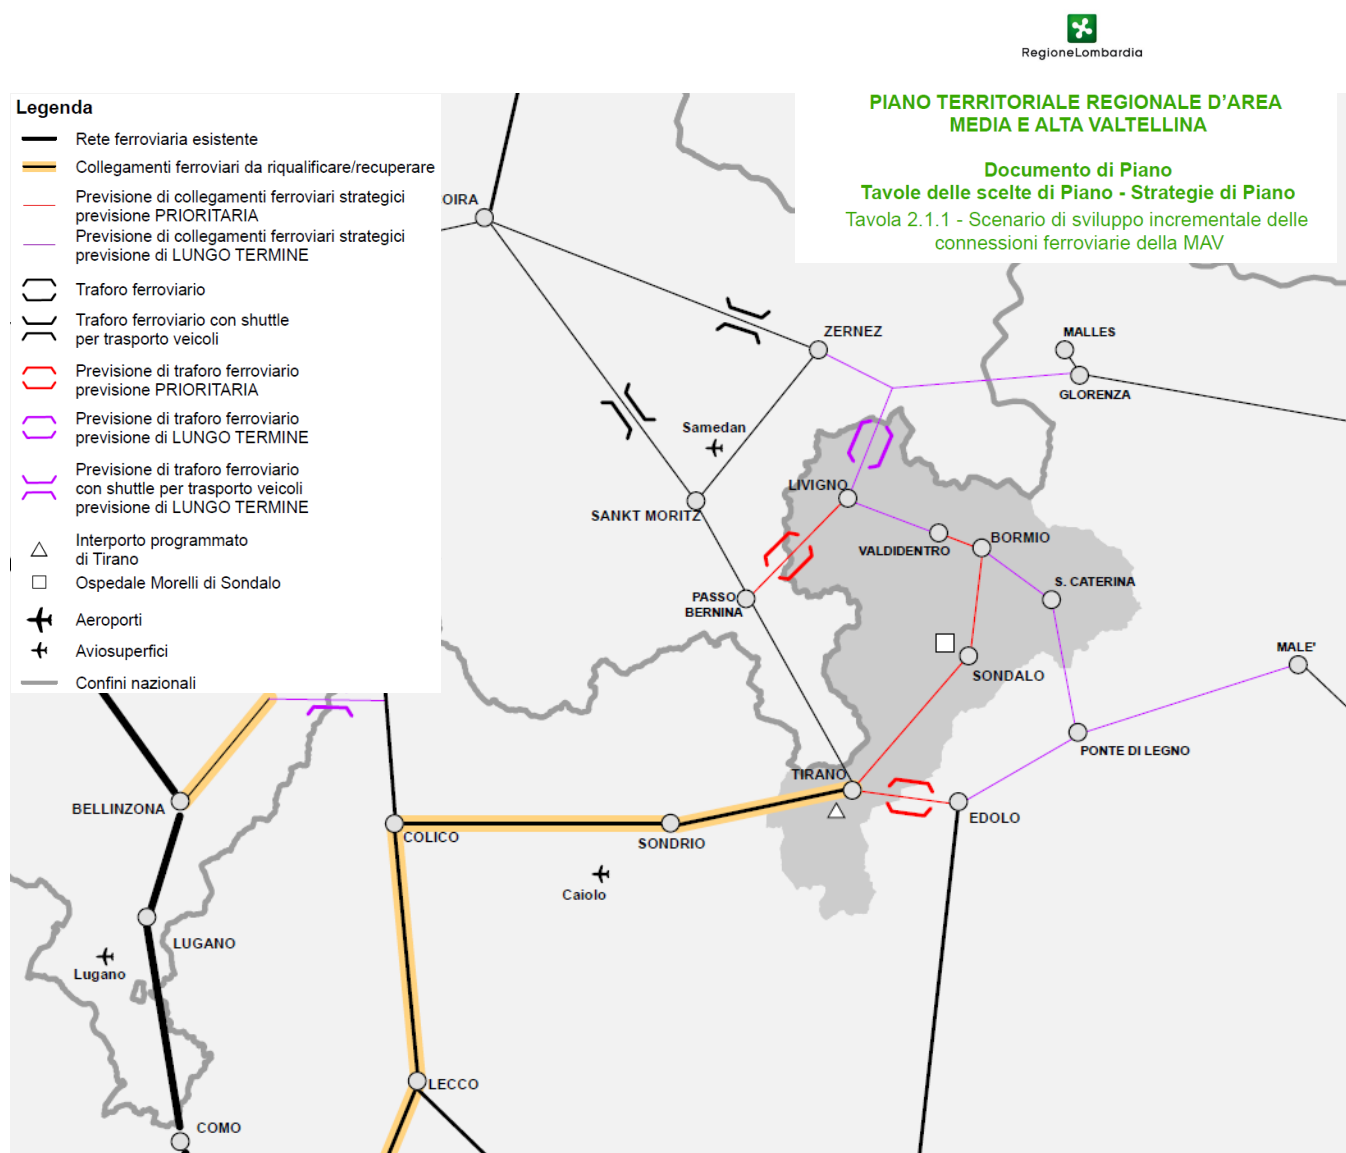 RegioneLombardia
PIANO TERRITORIALE REGIONALE D'AREA
MEDIA E ALTA VALTELLINA
Documento di Piano
Tavole delle scelte di Piano - Strategie di Piano
Tavola 2.1.1 - Scenario di sviluppo incrementale delle
connessioni ferroviarie della MAV
Legenda
Rete ferroviaria esistente
Collegamenti ferroviari da riqualificare/recuperare
Previsione di collegamenti ferroviari strategici
previsione PRIORITARIA
Previsione di collegamenti ferroviari strategici
previsione di LUNGO TERMINE
Traforo ferroviario
Traforo ferroviario con shuttle
per trasporto veicoli
Previsione di traforo ferroviario
previsione PRIORITARIA
Previsione di traforo ferroviario
previsione di LUNGO TERMINE
Previsione di traforo ferroviario
con shuttle per trasporto veicoli
previsione di LUNGO TERMINE
Interporto programmato
di Tirano
Ospedale Morelli di Sondalo
Aeroporti
Aviosuperfici
Confini nazionali
OIRA
ZERNEZ
MALLES
GLORENZA
Samedan
LIVIGNO
SANKT MORITZ
VALDIDENTRO
BORMIO
S. CATERINA
PASSO
BERNINA
MALE'
SONDALO
PONTE DI LEGNO
TIRANO
BELLINZONA
COLICO
SONDRIO
EDOLO
Caiolo
LUGANO
Lugano
LECCO
COMO